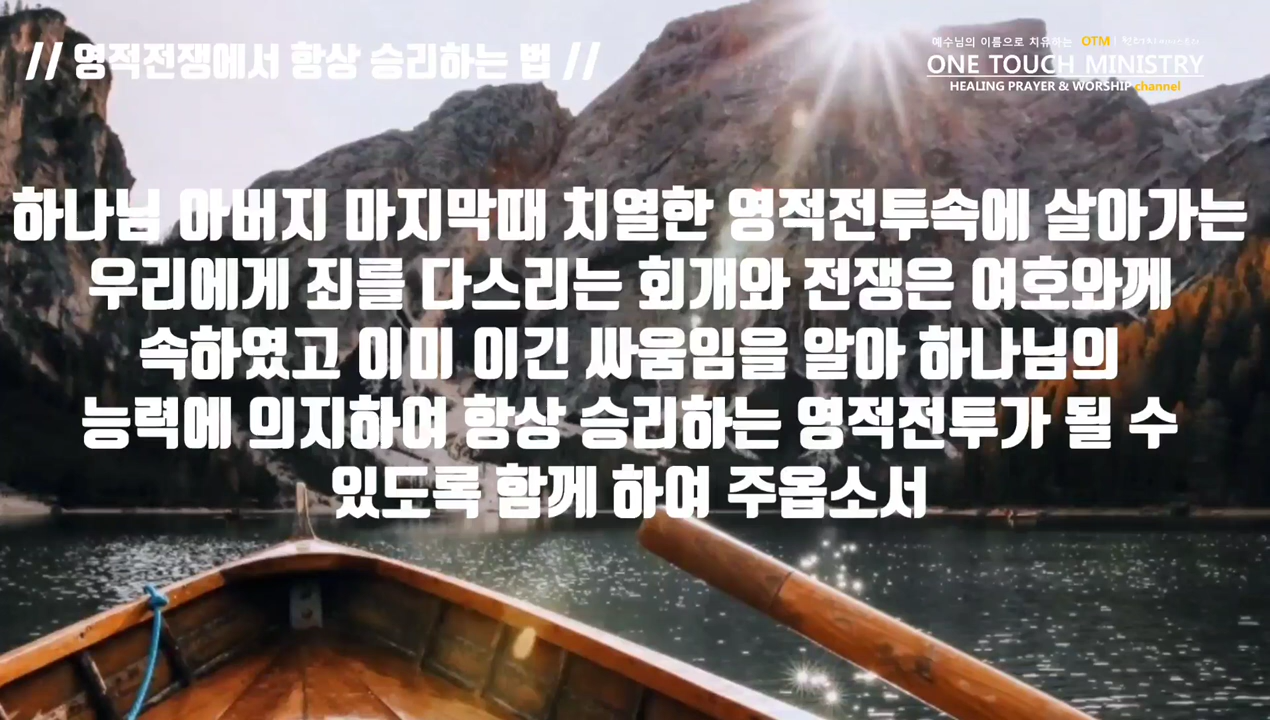 // 영적전쟁에서 항상 승리하는 법 //
예수님의 이름으로 치유하는 OTM
ONE TOUCH MINISTRY
HEALING PRAYER & WORSHIP channel
하나님 아버지 마지막때 치열한 영적전투속에 살아가는
우리에게 죄를 다스리는 회개와 전쟁은 여호와께
속하였고 이미 이긴 싸움임을 알아 하나님의
능력에 의지하여 항상 승리하는 영적전투가 될 수
있도록 함께 하여 주옵소서